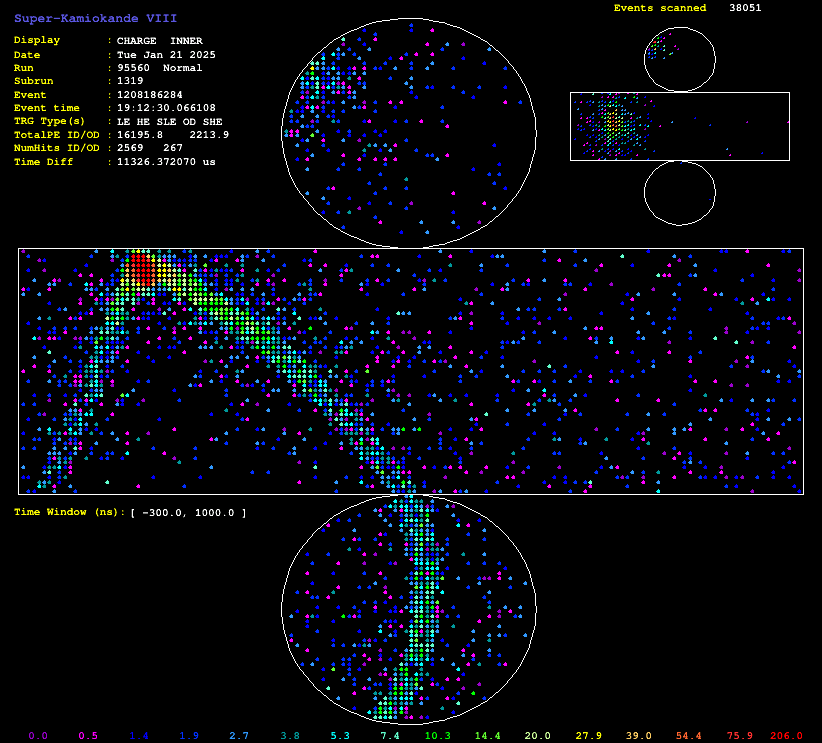 Super-Kamiokande VIII
Events scanned 38051
Display : CHARGE INNER
Date : Tue Jan 21 2025
Run : 95560 Normal
Subrun : 1319
Event : 1208186284
Event time : 19:12:30.066108
TRG Type(s) : LE HE SLE OD SHE
TotalPE ID/OD : 16195.8 2213.9
NumHits ID/OD : 2569 267
Time Diff : 11326.372070 us
Time Window (ns): [ -300.0, 1000.0 ]
0.0 0.5 1.4 1.9 2.7 3.8 5.3 7.4 10.3 14.4 20.0 27.9 39.0 54.4 75.9 206.0